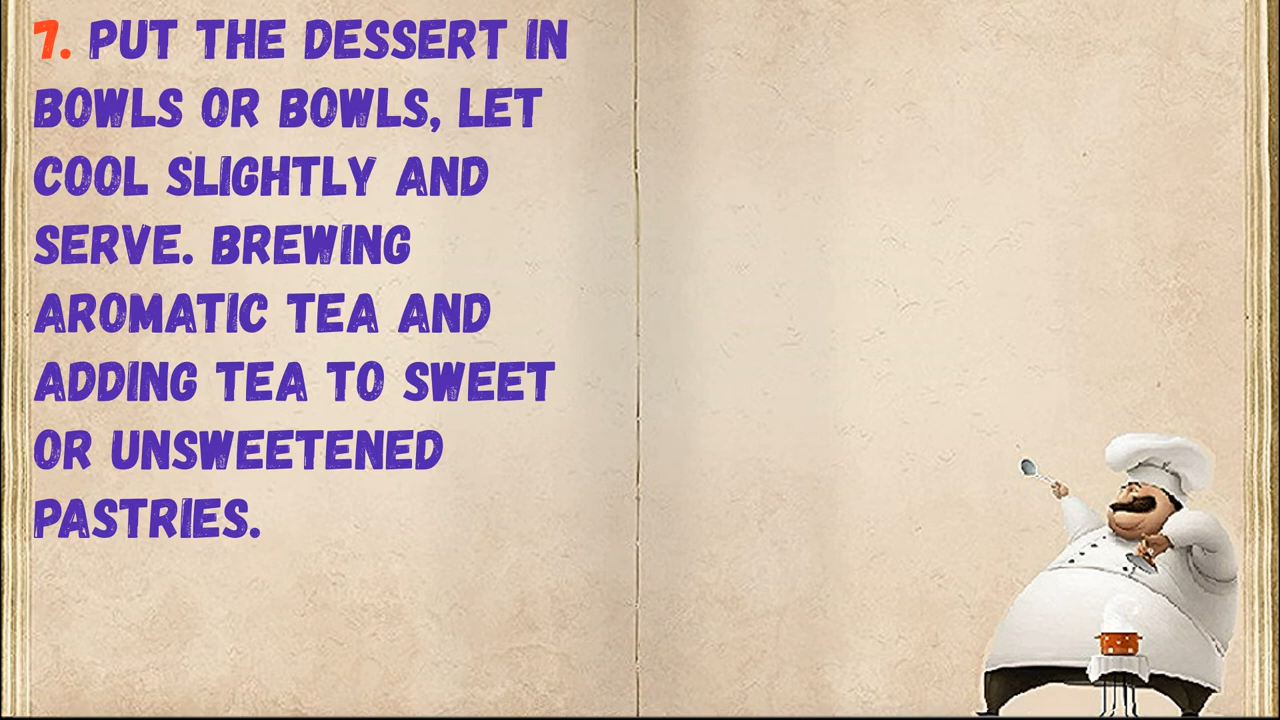 7. PUT THE DESSERT IN
BOWLS OR BOWLS, LET
COOL SLIGHTLY AND
SERVE. BREWING
AROMATIC TEA AND
ADDING TEA TO SWEET
OR UNSWEETENED
PASTRIES.